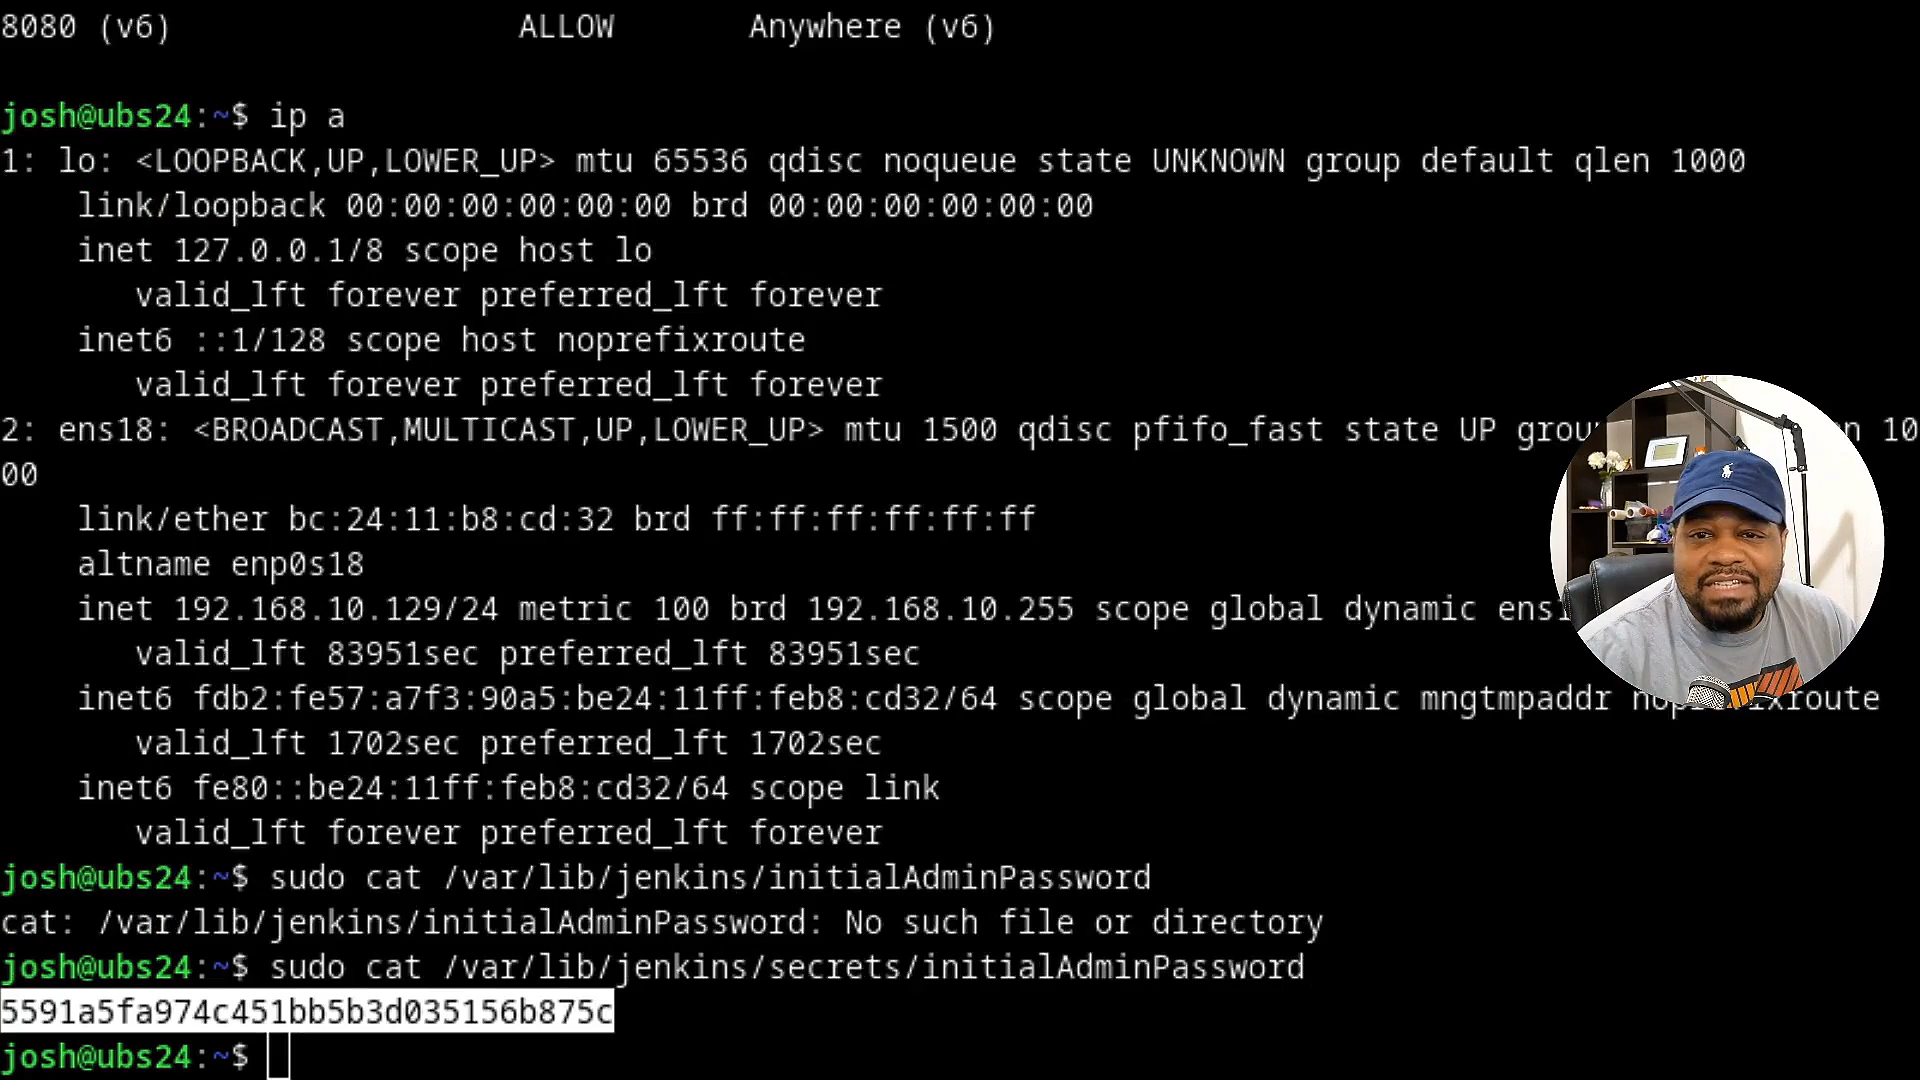 8080 (v6) ALLOW Anywhere (v6)
josh@ubs24:~$ ip a
1: lo: <LOOPBACK,UP,LOWER_UP> mtu 65536 qdisc noqueue state UNKNOWN group default qlen 1000
link/loopback 00:00:00:00:00:00 brd 00:00:00:00:00:00
inet 127.0.0.1/8 scope host lo
valid_lft forever preferred_lft forever
inet6 ::1/128 scope host noprefixroute
valid_lft forever preferred_lft forever
2: ens18: <BROADCAST,MULTICAST,UP,LOWER_UP> mtu 1500 qdisc pfifo_fast state UP 10
00
link/ether bc:24:11:b8:cd:32 brd ff:ff:ff:ff:ff:ff
altname enp0s18
inet 192.168.10.129/24 metric 100 brd 192.168.10.255 scope global dynamic
valid_lft 83951sec preferred_lft 83951sec
inet6 fdb2:fe57:a7f3:90a5:be24:11ff:feb8:cd32/64 scope global dynamic mngtmpaddr
valid_lft 1702sec preferred_lft 1702sec
inet6 fe80::be24:11ff:feb8:cd32/64 scope link
valid_lft forever preferred_lft forever
josh@ubs24:~$ sudo cat /var/lib/jenkins/initialAdminPassword
cat: /var/lib/jenkins/initialAdminPassword: No such file or directory
josh@ubs24:~$ sudo cat /var/lib/jenkins/secrets/initialAdminPassword
5591a5fa974c451bb5b3d035156b875c
josh@ubs24:~$